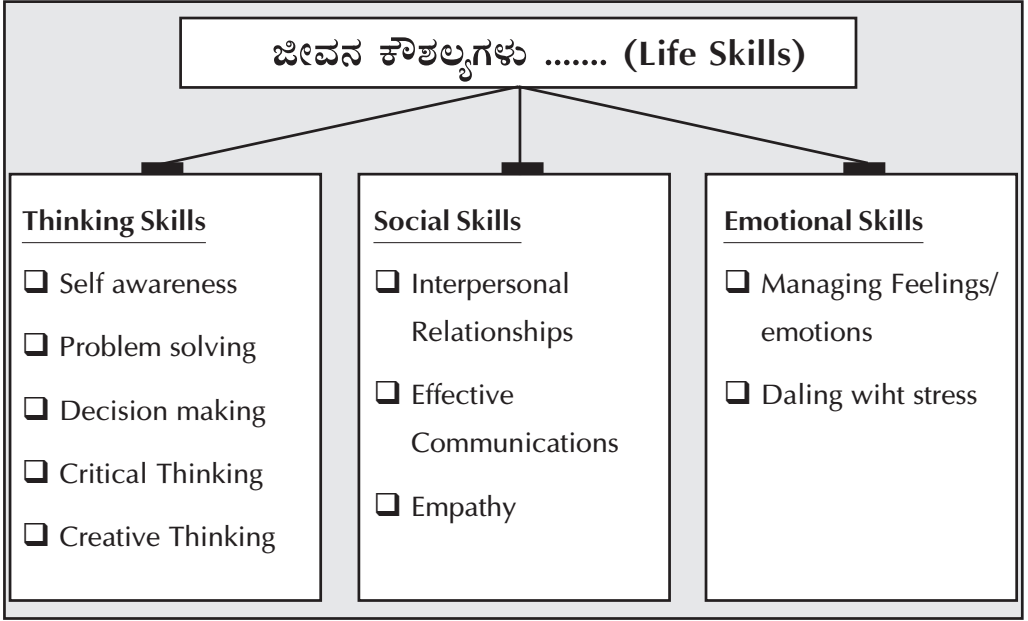 ಜೀವನ ಕೌಶಲ್ಯಗಳು ....... (Life Skills)
Thinking Skills
❑ Self awareness
❑ Problem solving
❑ Decision making
❑ Critical Thinking
❑ Creative Thinking
Social Skills
❑ Interpersonal
Relationships
❑ Effective
Communications
❑ Empathy
Emotional Skills
❑ Managing Feelings/
emotions
❑ Daling wiht stress